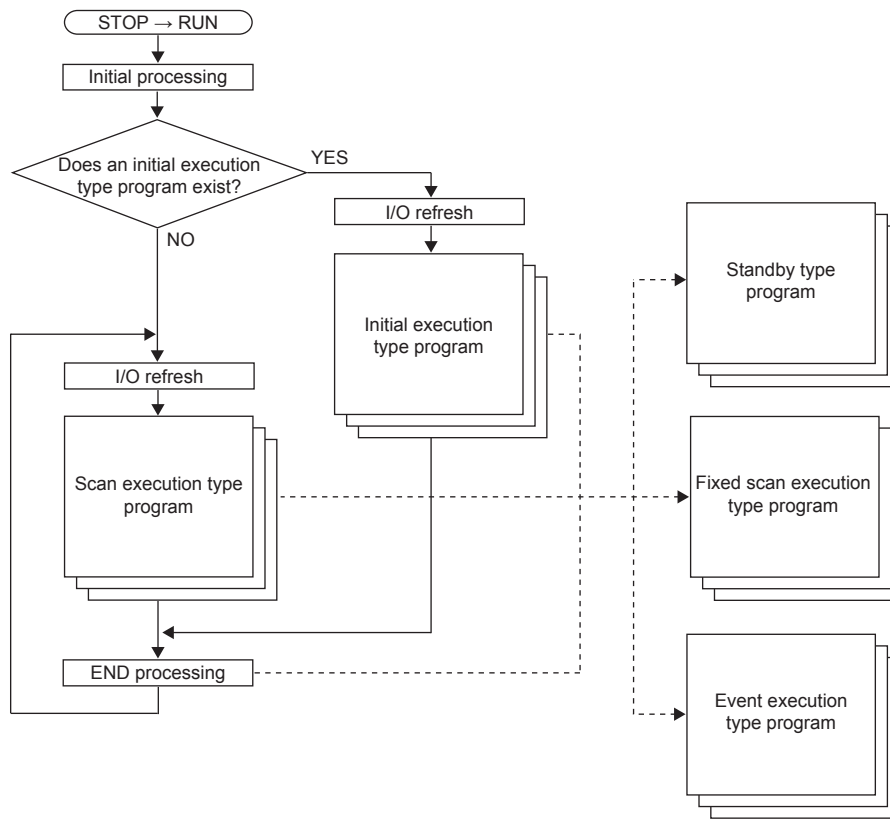 STOP → RUN
Initial processing
Does an initial execution
type program exist?
YES
NO
I/O refresh
Initial execution
type program
I/O refresh
Scan execution type
program
END processing
Standby type
program
Fixed scan execution
type program
Event execution
type program